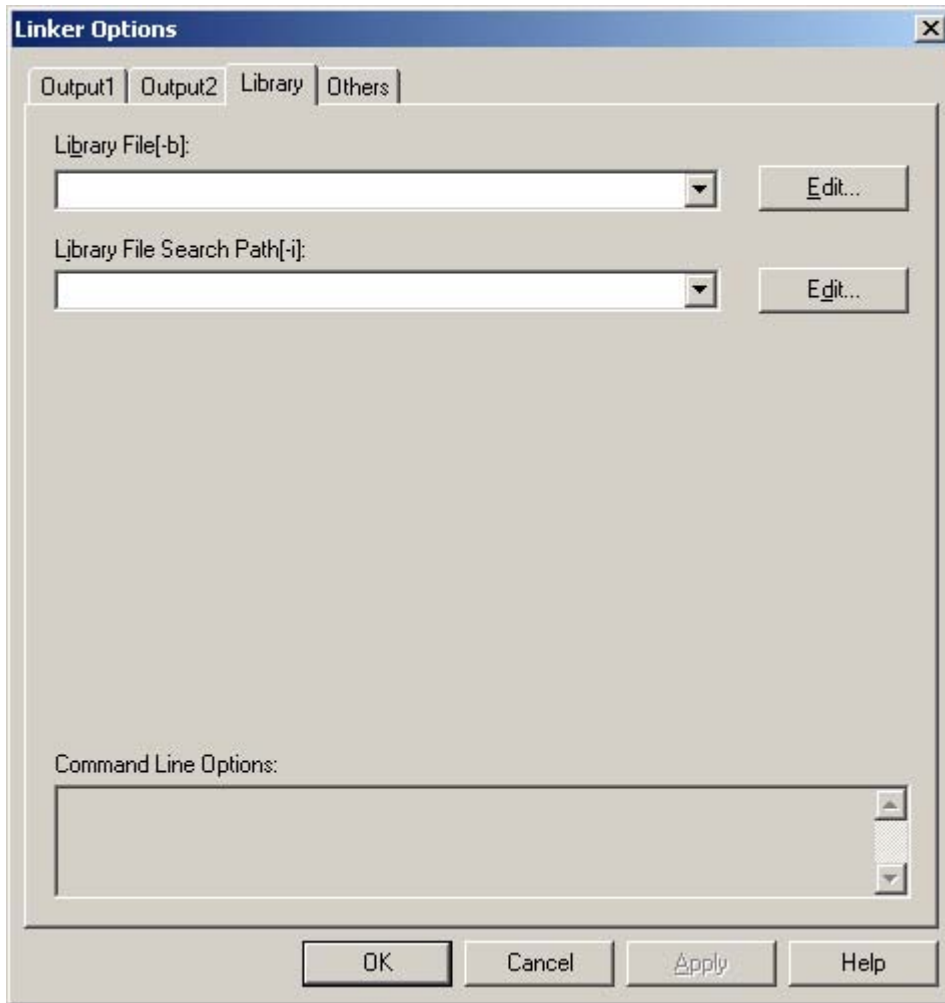 Linker Options
Output1 Output2 Library Others
Library File[-b]:
Edit...
Library File Search Path[-i]:
Edit...
Command Line Options:
OK Cancel Apply Help